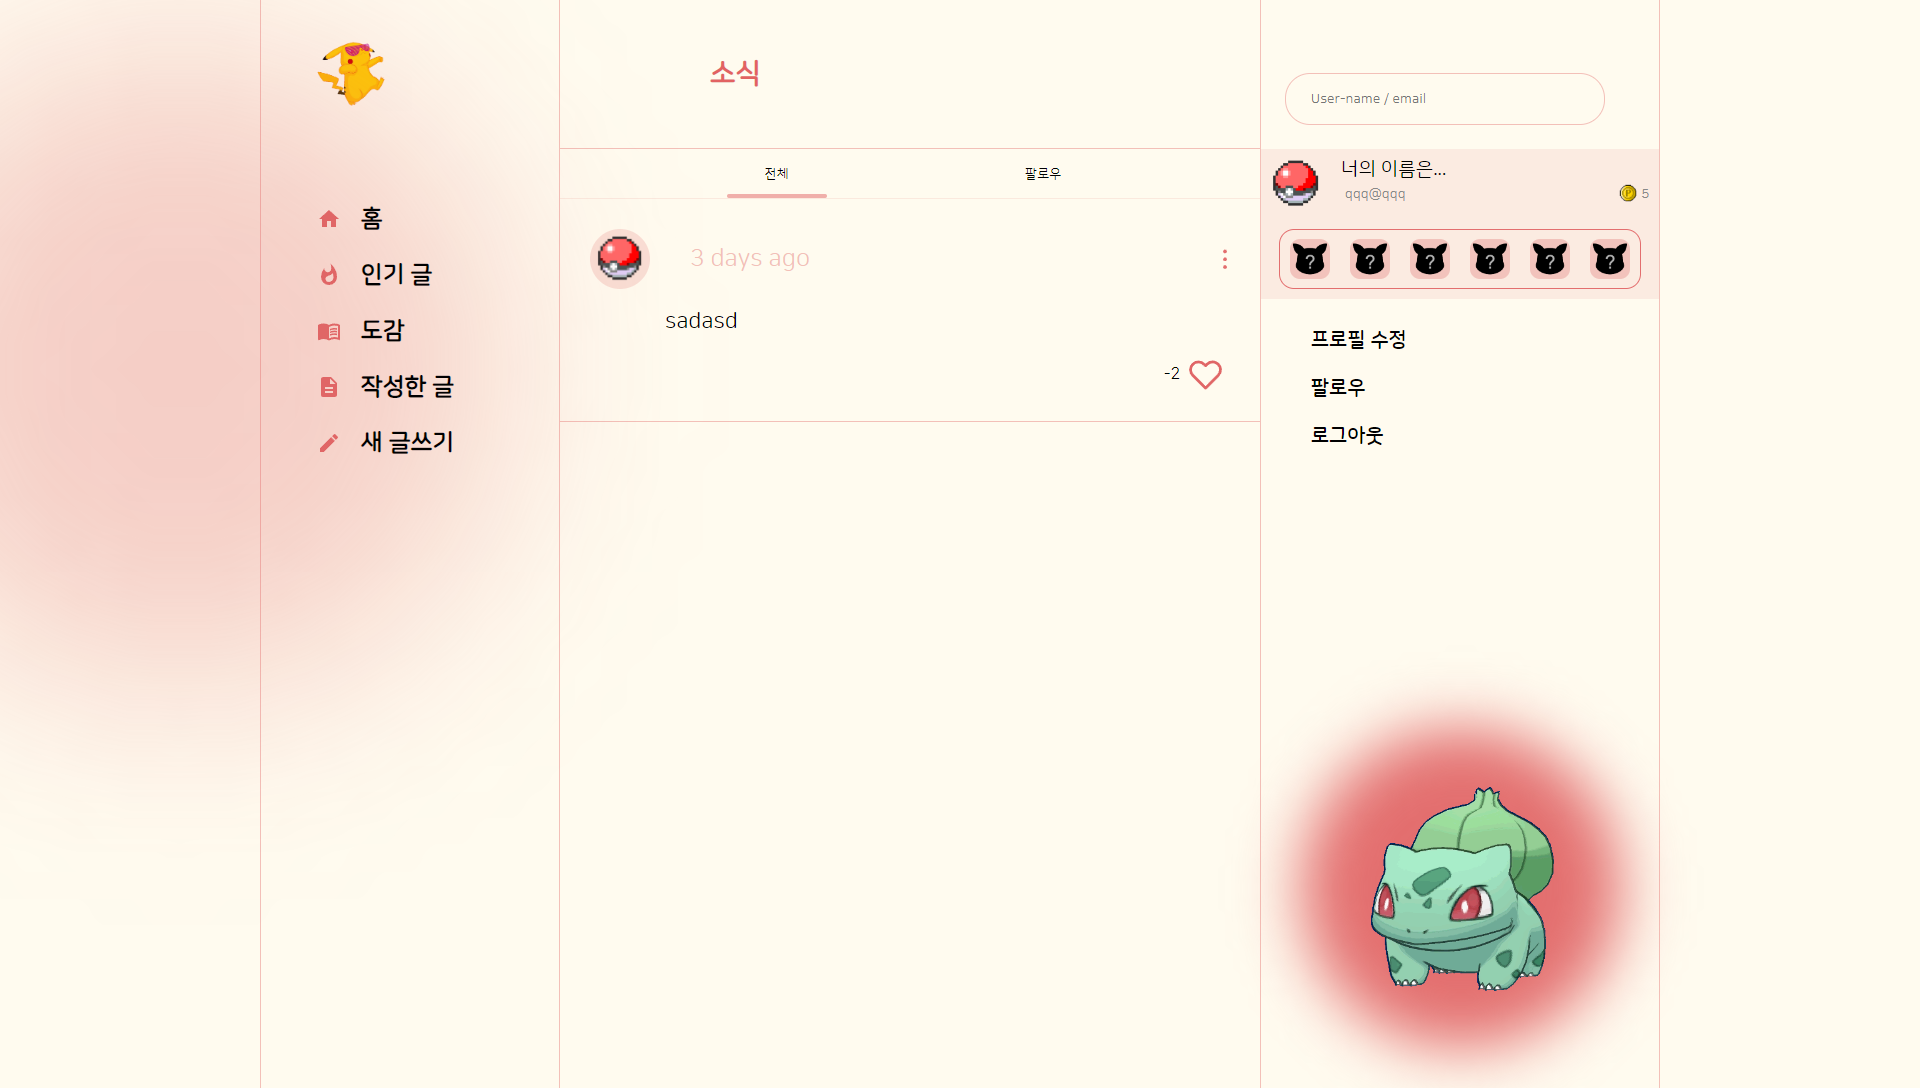 홈
인기 글
도감
작성한 글
새 글쓰기
소식
전체
팔로우
3 days ago
sadasd
-2
User-name / email
너의 이름은...
qqq@qqq
5
? ? ? ? ? ?
프로필 수정
팔로우
로그아웃